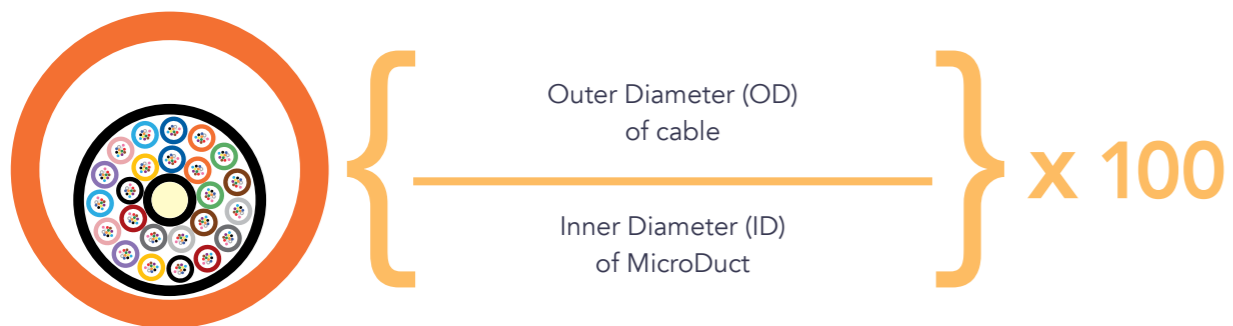 Outer Diameter (OD)
of cable
Inner Diameter (ID)
of MicroDuct
x 100